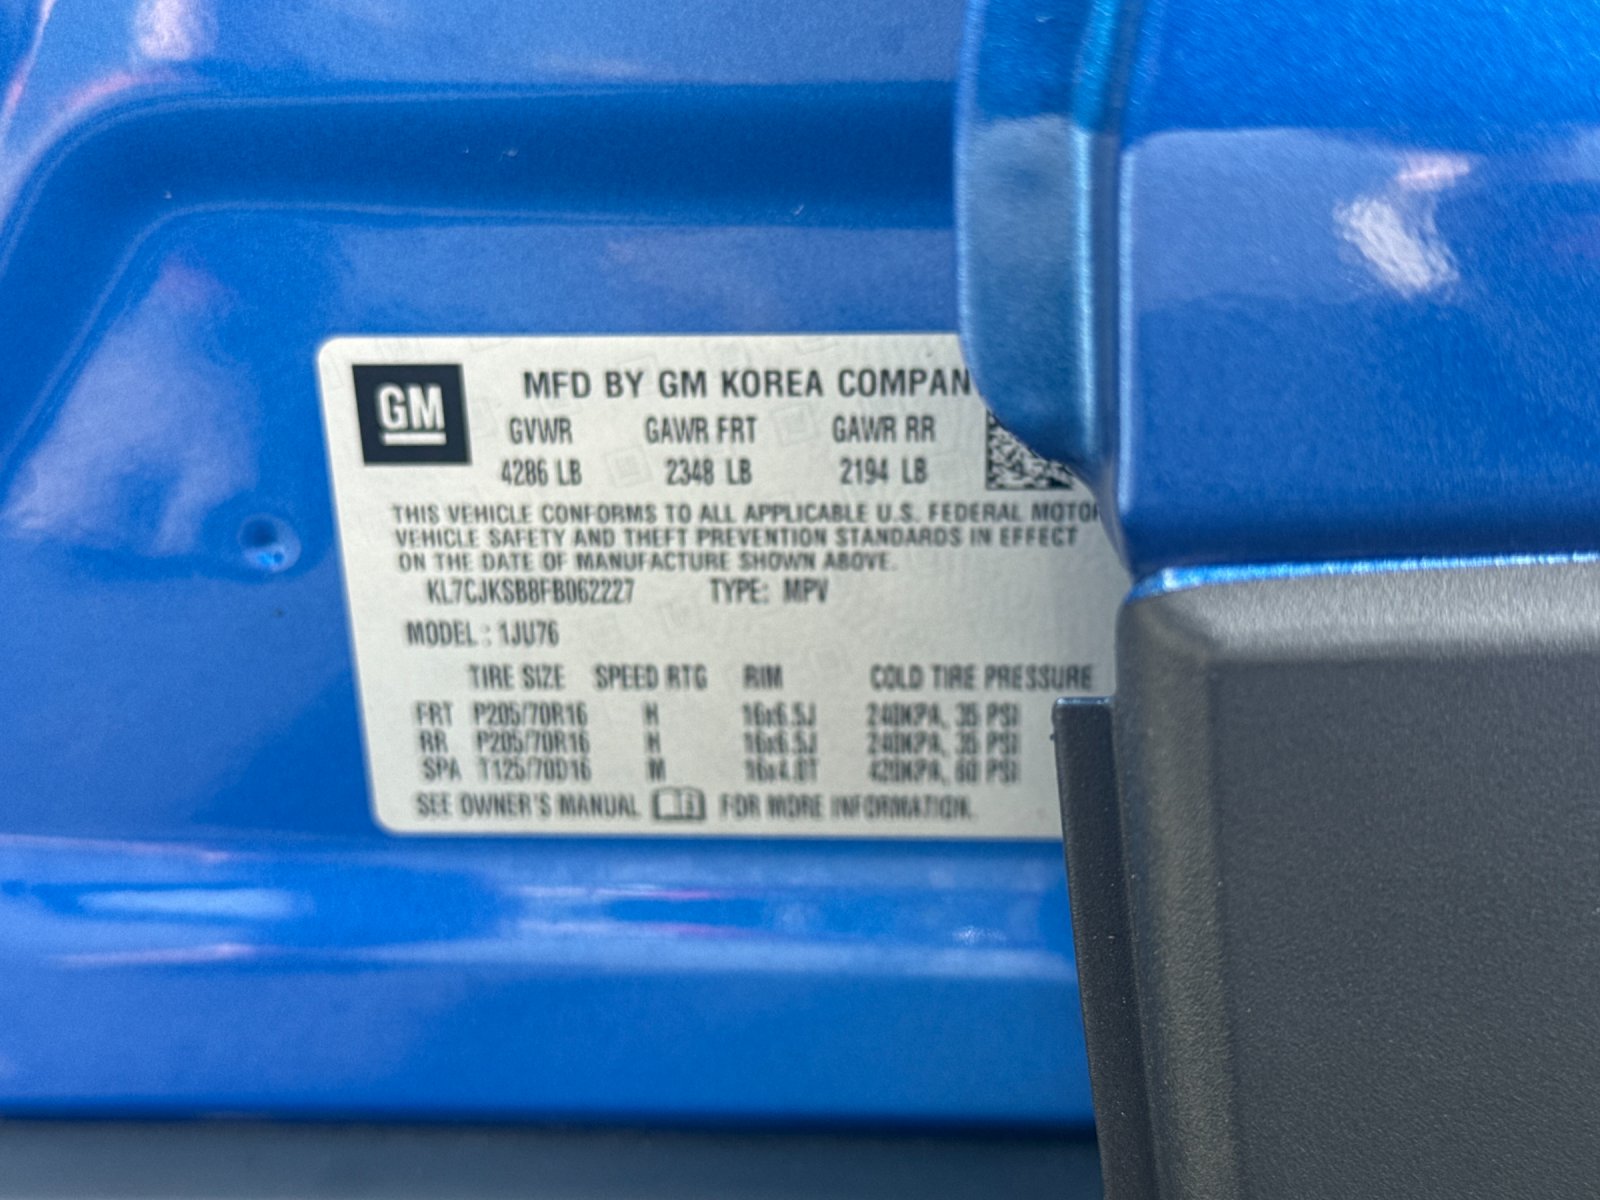 GM
MFD BY GM KOREA COMPAN
GVWR GAWR FRT GAWR RR
4286 LB 2348 LB 2194 LB
THIS VEHICLE CONFORMS TO ALL APPLICABLE U.S. FEDERAL MOTOR
VEHICLE SAFETY AND THEFT PREVENTION STANDARDS IN EFFECT
ON THE DATE OF MANUFACTURE SHOWN ABOVE.
KL7CJKSB8FB062227 TYPE: MPV
MODEL : 1JU76
TIRE SIZE SPEED RTG RIM COLD TIRE PRESSURE
FRT P205/70R16 H 16x6.5J 240KPA, 35 PSI
RR P205/70R16 H 16x6.5J 240KPA, 35 PSI
SPA T125/70D16 M 16x4.0T 420KPA, 60 PSI
SEE OWNER'S MANUAL FOR MORE INFORMATION.